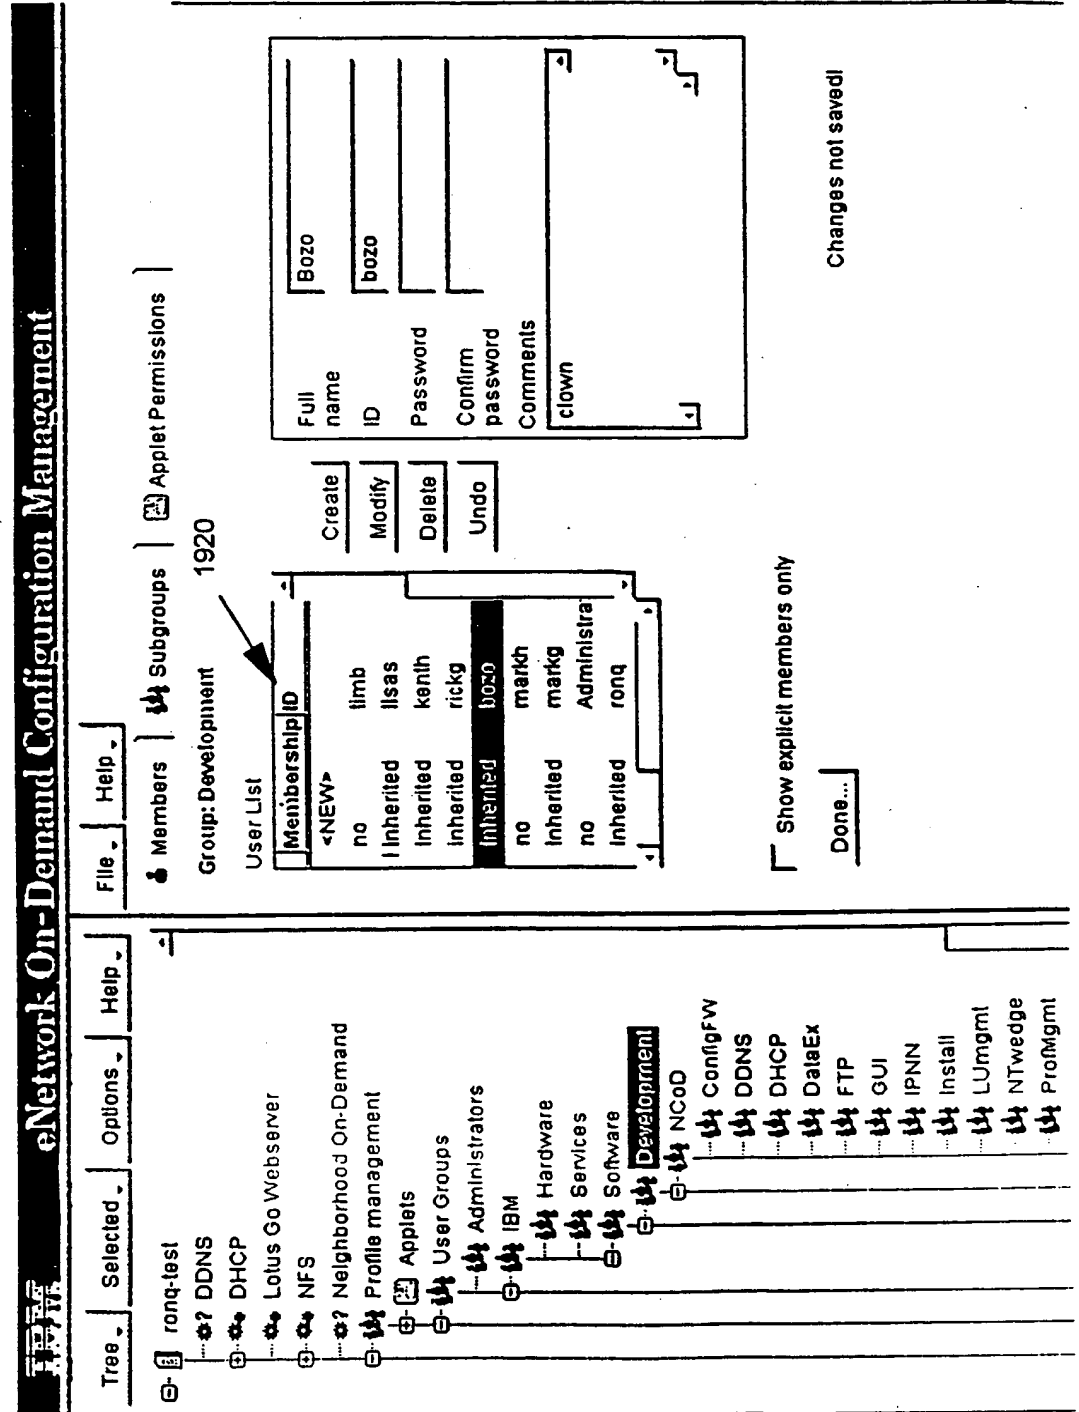 IBM
eNetwork On-Demand Configuration Management
Tree
Selected
Options
Help
ronq-test
? DDNS
DHCP
Lotus Go Webserver
NFS
? Neighborhood On-Demand
Profile management
Applets
User Groups
Administrators
IBM
Hardware
Services
Software
Development
NCoD
ConfigFW
DDNS
DHCP
DataEx
FTP
GUI
IPNN
Install
LUmgmt
NTwedge
ProfMgmt
File
Help
Members
Subgroups
Applet Permissions
Group: Development
1920
User List
Membership ID
<NEW>
no timb
Inherited lisas
Inherited kenth
Inherited rickg
Inherited bozo
no markh
Inherited markg
no Administra
Inherited ronq
Create
Modify
Delete
Undo
Full name Bozo
ID bozo
Password
Confirm password
Comments
clown
Show explicit members only
Done...
Changes not saved!